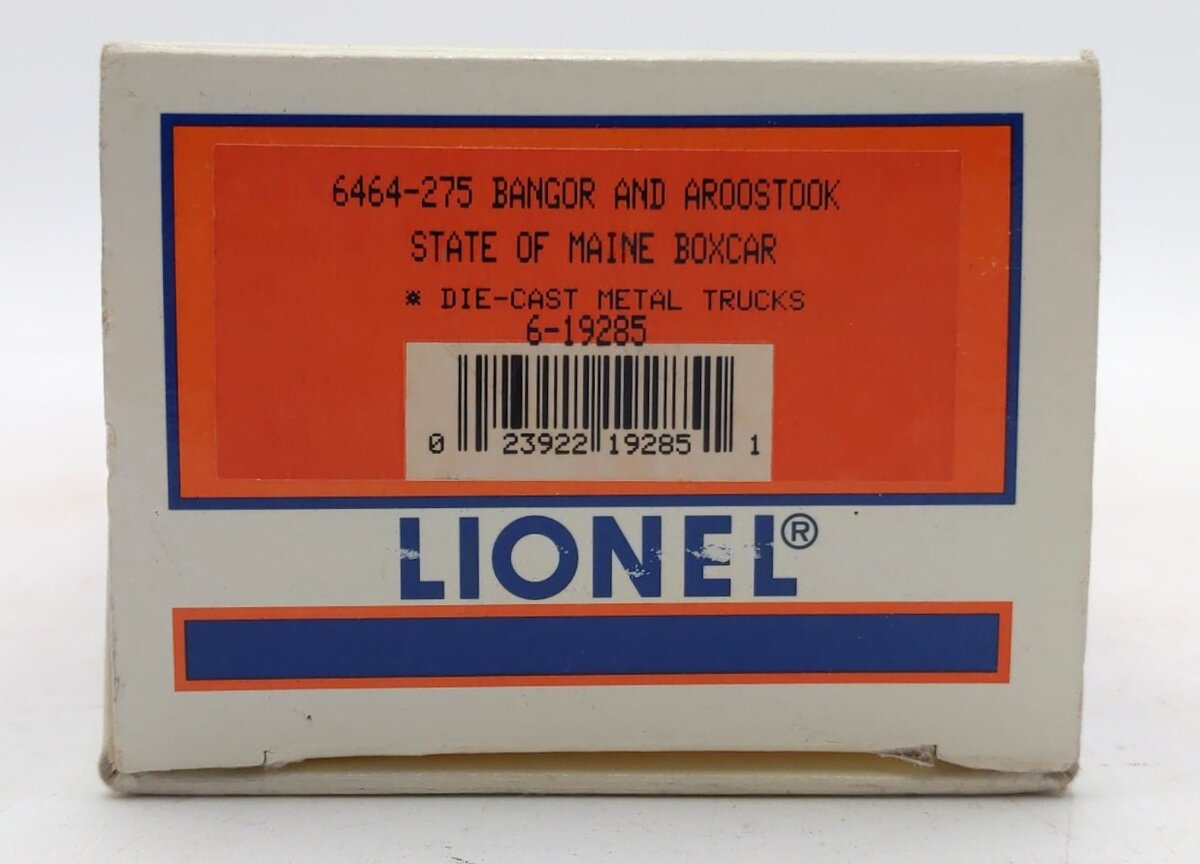 6464-275 BANGOR AND AROOSTOOK
STATE OF MAINE BOXCAR
* DIE-CAST METAL TRUCKS
6-19285
0 23922 19285 1
LIONEL®